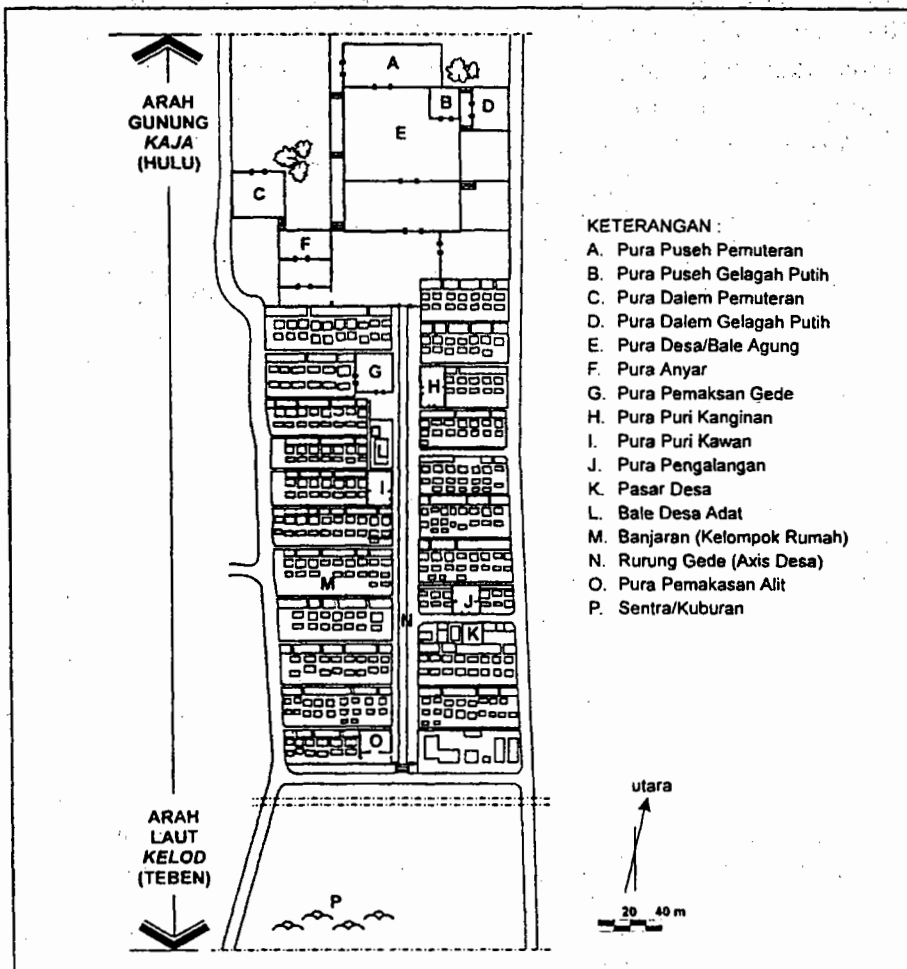 ARAH
GUNUNG
KAJA
(HULU)
A
B
D
E
C
F
G
H
L
I
M
J
N
K
O
ARAH
LAUT
KELOD
(TEBEN)
P
KETERANGAN :
A. Pura Puseh Pemuteran
B. Pura Puseh Gelagah Putih
C. Pura Dalem Pemuteran
D. Pura Dalem Gelagah Putih
E. Pura Desa/Bale Agung
F. Pura Anyar
G. Pura Pemaksan Gede
H. Pura Puri Kanginan
I. Pura Puri Kawan
J. Pura Pengalangan
K. Pasar Desa
L. Bale Desa Adat
M. Banjaran (Kelompok Rumah)
N. Rurung Gede (Axis Desa)
O. Pura Pemakasan Alit
P. Sentra/Kuburan
utara
20 40 m